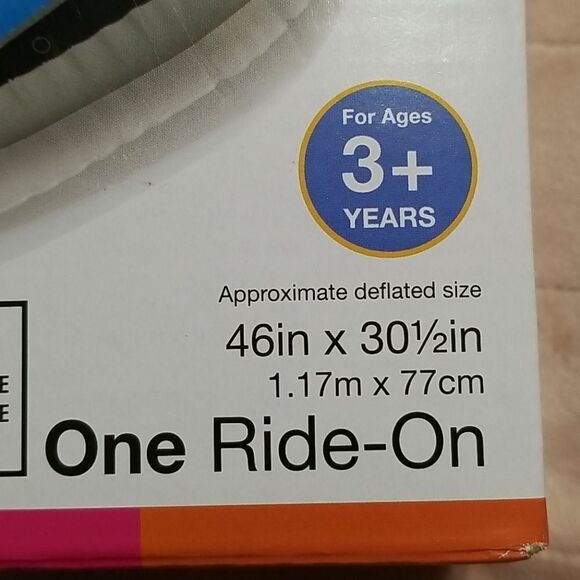 For Ages
3+
YEARS
Approximate deflated size
46in x 30½in
1.17m x 77cm
E
E
One Ride-On